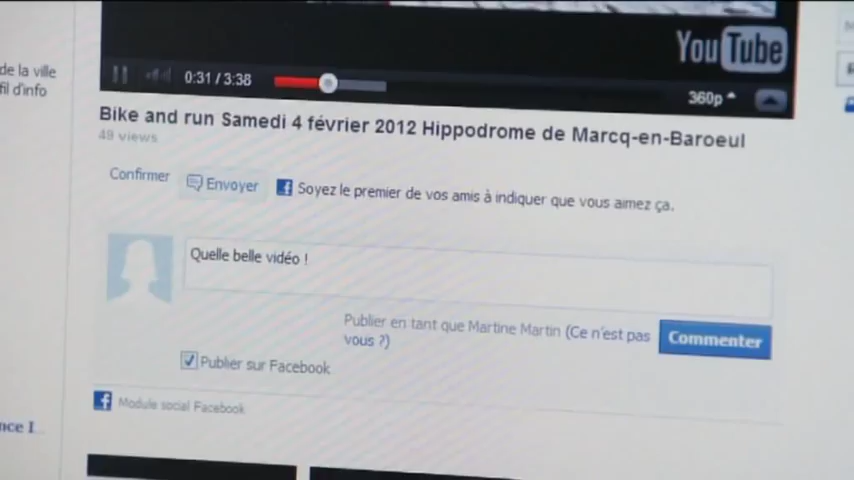 You Tube
de la ville
fil d'info
0:31 / 3:38
360p
Bike and run Samedi 4 février 2012 Hippodrome de Marcq-en-Baroeul
49 views
Confirmer
Envoyer
Soyez le premier de vos amis à indiquer que vous aimez ça.
Quelle belle vidéo !
Publier en tant que Martine Martin (Ce n'est pas
vous ?)
Commenter
Publier sur Facebook
Module social Facebook
nce I...